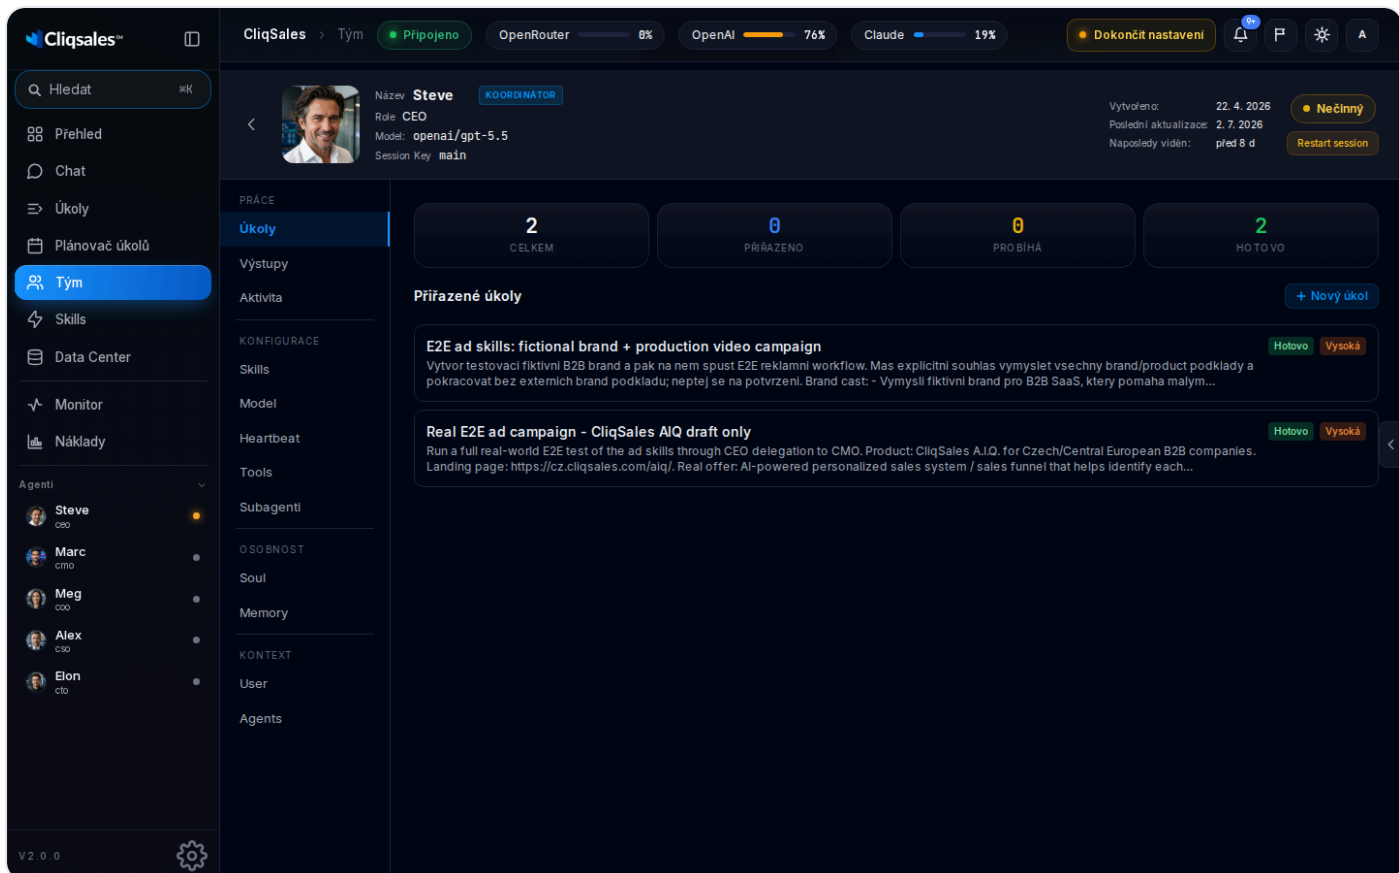 Cliqsales™
Hledat ⌘K
Přehled
Chat
Úkoly
Plánovač úkolů
Tým
Skills
Data Center
Monitor
Náklady
Agenti
Steve
ceo
Marc
cmo
Meg
coo
Alex
cso
Elon
cto
V2.0.0
CliqSales > Tým
Připojeno
OpenRouter 0%
OpenAI 76%
Claude 19%
Dokončit nastavení
9+
A
Název Steve KOORDINÁTOR
Role CEO
Model: openai/gpt-5.5
Session Key main
Vytvořeno: 22. 4. 2026
Poslední aktualizace: 2. 7. 2026
Naposledy viděn: před 8 d
Nečinný
Restart session
PRÁCE
Úkoly
Výstupy
Aktivita
KONFIGURACE
Skills
Model
Heartbeat
Tools
Subagenti
OSOBNOST
Soul
Memory
KONTEXT
User
Agents
2
CELKEM
0
PŘIŘAZENO
0
PROBÍHÁ
2
HOTOVO
Přiřazené úkoly
+ Nový úkol
E2E ad skills: fictional brand + production video campaign
Hotovo Vysoká
Vytvor testovaci fiktivni B2B brand a pak na nem spust E2E reklamni workflow. Mas explicitni souhlas vymyslet vsechny brand/product podklady a
pokracovat bez externich brand podkladu; neptej se na potvrzeni. Brand cast: - Vymysli fiktivni brand pro B2B SaaS, ktery pomaha malym...
Real E2E ad campaign - CliqSales AIQ draft only
Hotovo Vysoká
Run a full real-world E2E test of the ad skills through CEO delegation to CMO. Product: CliqSales A.I.Q. for Czech/Central European B2B companies.
Landing page: https://cz.cliqsales.com/aiq/. Real offer: AI-powered personalized sales system / sales funnel that helps identify each...